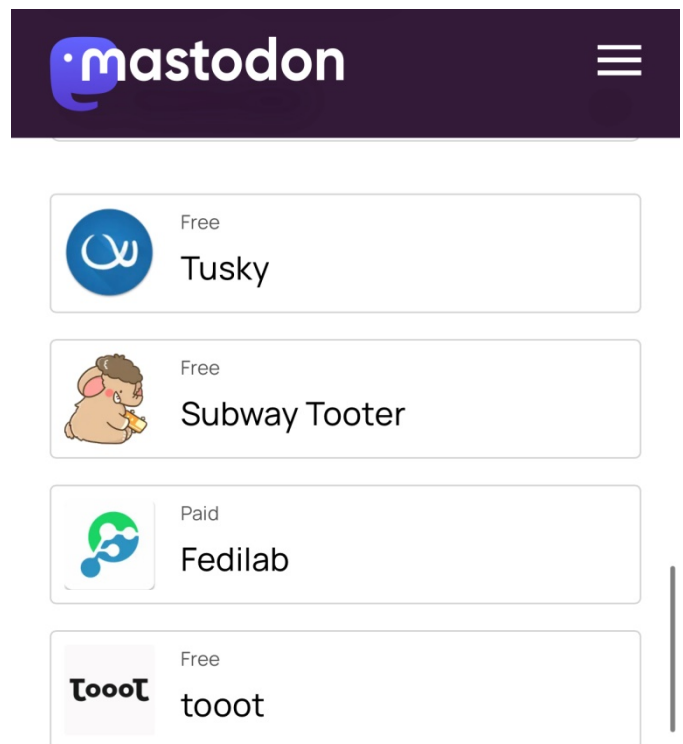 mastodon
Free
Tusky
Free
Subway Tooter
Paid
Fedilab
Free
tooot
tooot